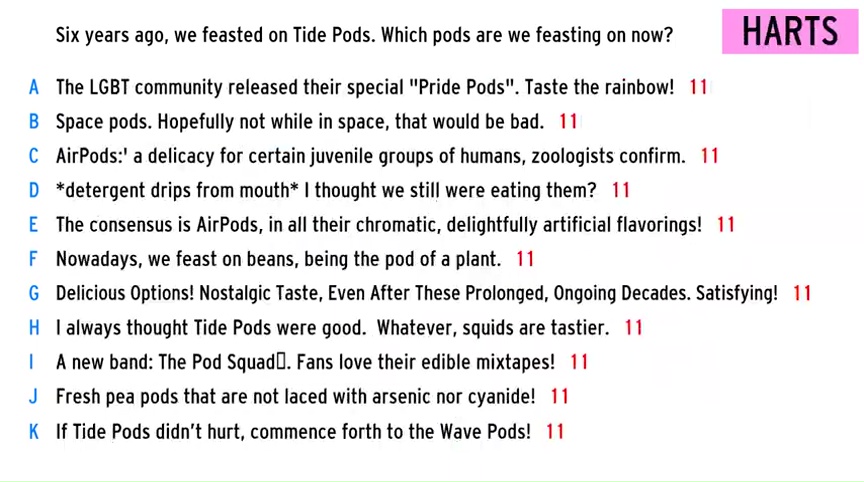 Six years ago, we feasted on Tide Pods. Which pods are we feasting on now?
HARTS
A The LGBT community released their special "Pride Pods". Taste the rainbow! 11
B Space pods. Hopefully not while in space, that would be bad. 11
C AirPods:' a delicacy for certain juvenile groups of humans, zoologists confirm. 11
D *detergent drips from mouth* I thought we still were eating them? 11
E The consensus is AirPods, in all their chromatic, delightfully artificial flavorings! 11
F Nowadays, we feast on beans, being the pod of a plant. 11
G Delicious Options! Nostalgic Taste, Even After These Prolonged, Ongoing Decades. Satisfying! 11
H I always thought Tide Pods were good. Whatever, squids are tastier. 11
I A new band: The Pod Squad▯. Fans love their edible mixtapes! 11
J Fresh pea pods that are not laced with arsenic nor cyanide! 11
K If Tide Pods didn't hurt, commence forth to the Wave Pods! 11